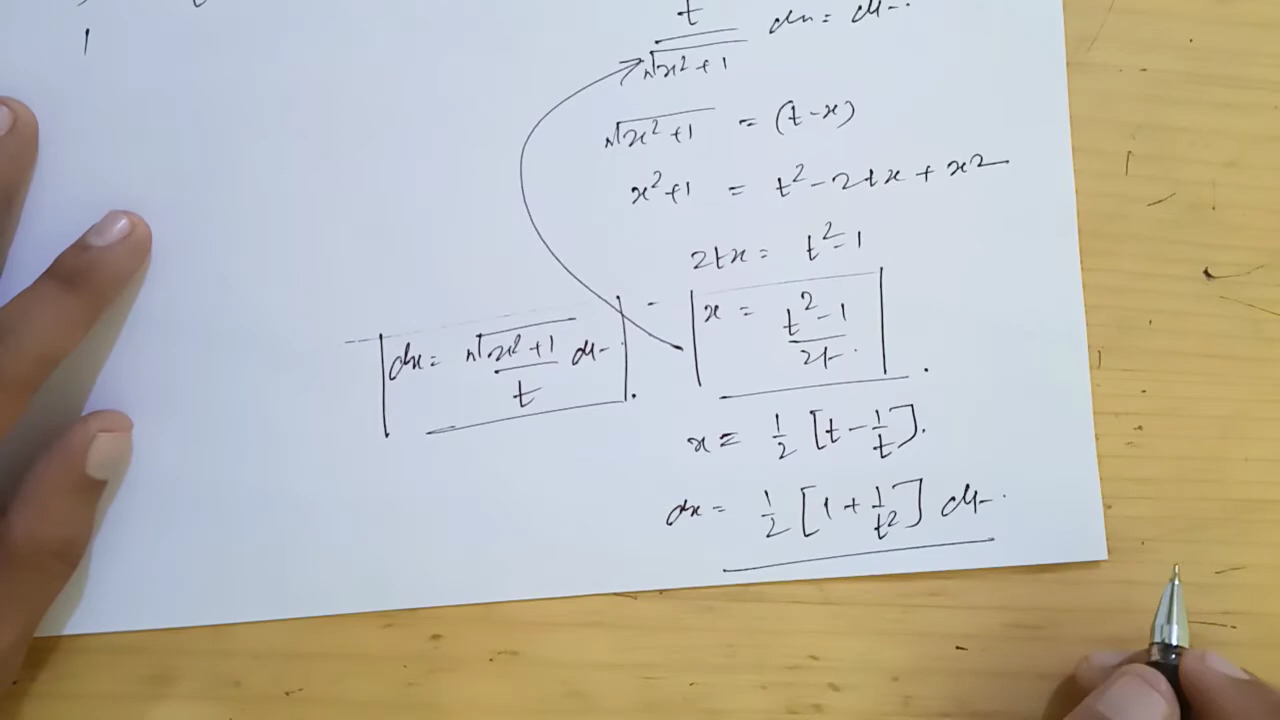 1
t/√(x²+1) dx = dt.
√(x²+1) = (t-x)
x²+1 = t²-2tx+x²
2tx = t²-1
x = (t²-1)/2t.
dx = √(x²+1)/t dt.
x = 1/2 [t - 1/t].
dx = 1/2 [1 + 1/t²] dt.